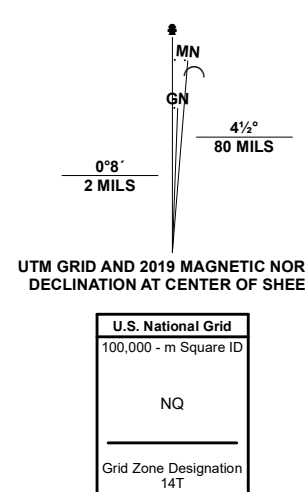 MN
GN
4½°
80 MILS
0°8´
2 MILS
UTM GRID AND 2019 MAGNETIC NOR
DECLINATION AT CENTER OF SHEE
U.S. National Grid
100,000 - m Square ID
NQ
Grid Zone Designation
14T